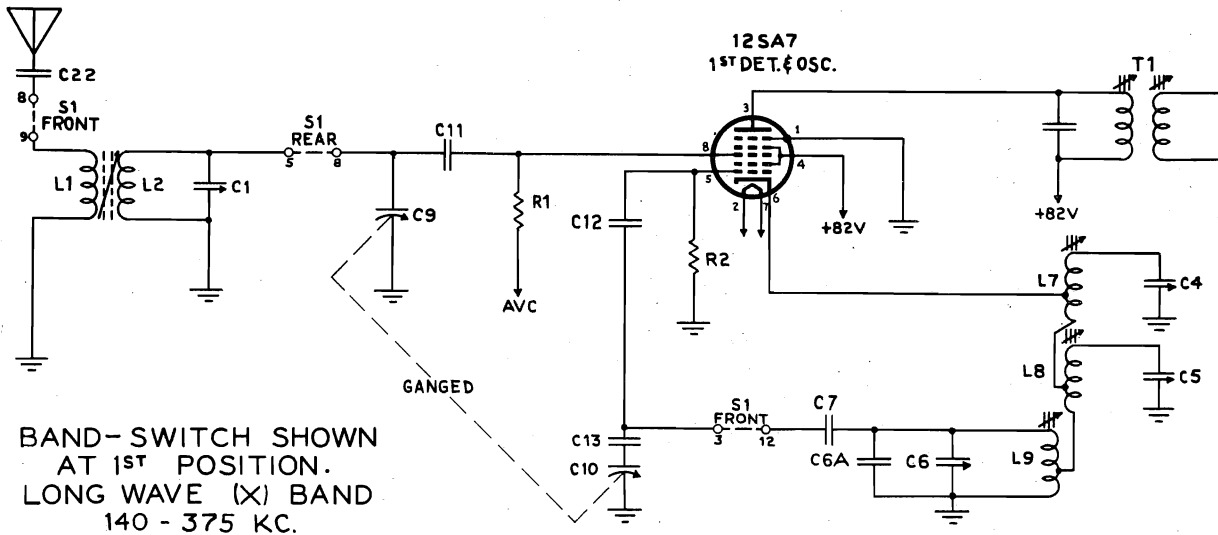 C22
8
S1
FRONT
9
L1
L2
C1
S1
REAR
5
8
C11
C9
R1
AVC
12SA7
1ST DET. & OSC.
3
1
8
4
5
2
7
6
+82V
C12
R2
T1
+82V
L7
C4
L8
C5
GANGED
C13
C10
S1
FRONT
3
12
C7
C6A
C6
L9
BAND-SWITCH SHOWN
AT 1ST POSITION.
LONG WAVE (X) BAND
140 - 375 KC.